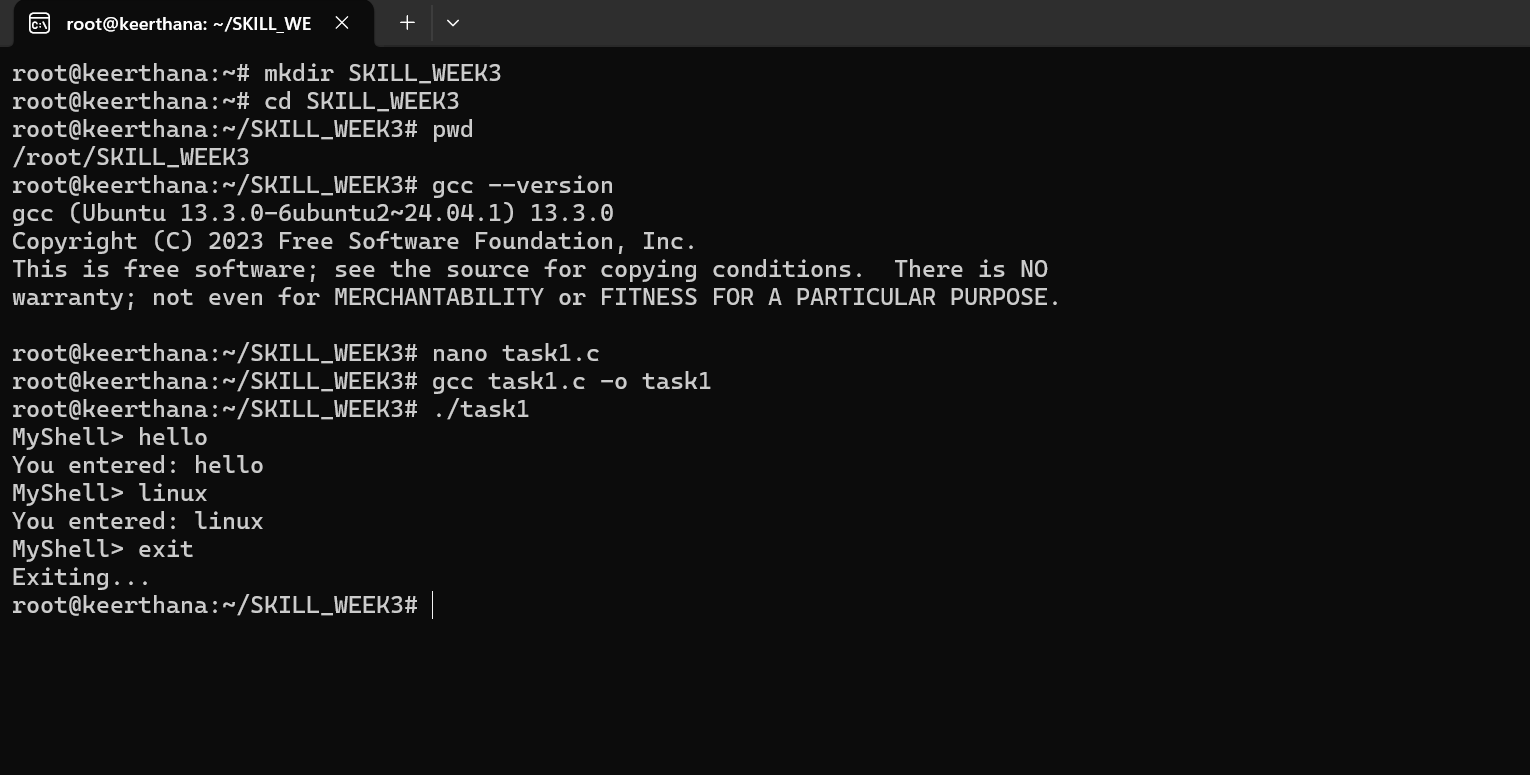 root@keerthana: ~/SKILL_WE
root@keerthana:~# mkdir SKILL_WEEK3
root@keerthana:~# cd SKILL_WEEK3
root@keerthana:~/SKILL_WEEK3# pwd
/root/SKILL_WEEK3
root@keerthana:~/SKILL_WEEK3# gcc --version
gcc (Ubuntu 13.3.0-6ubuntu2~24.04.1) 13.3.0
Copyright (C) 2023 Free Software Foundation, Inc.
This is free software; see the source for copying conditions.  There is NO
warranty; not even for MERCHANTABILITY or FITNESS FOR A PARTICULAR PURPOSE.

root@keerthana:~/SKILL_WEEK3# nano task1.c
root@keerthana:~/SKILL_WEEK3# gcc task1.c -o task1
root@keerthana:~/SKILL_WEEK3# ./task1
MyShell> hello
You entered: hello
MyShell> linux
You entered: linux
MyShell> exit
Exiting...
root@keerthana:~/SKILL_WEEK3#